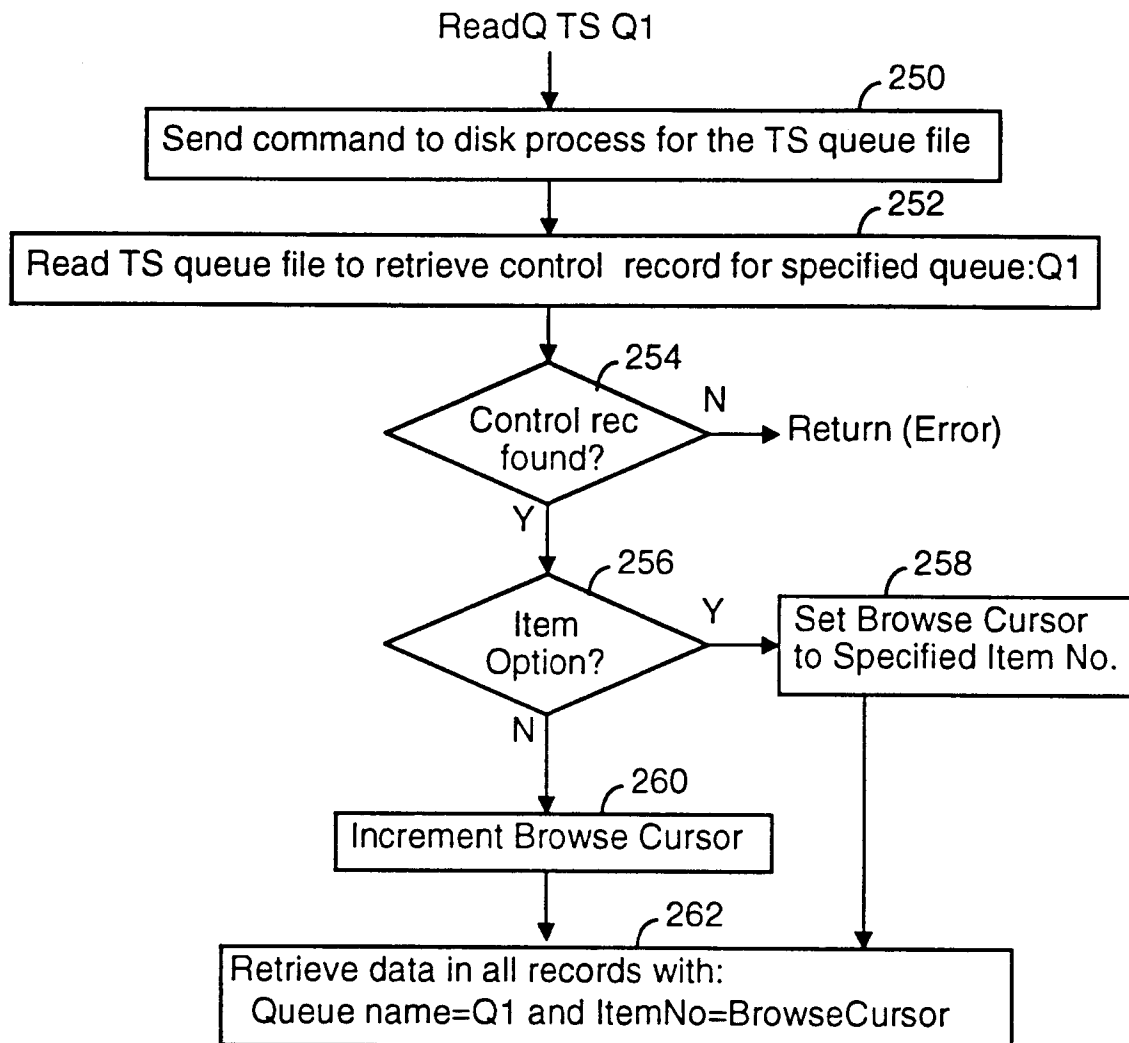 ReadQ TS Q1
250
Send command to disk process for the TS queue file
252
Read TS queue file to retrieve control record for specified queue:Q1
254
Control rec
found?
N
Return (Error)
Y
256
Item
Option?
Y
258
Set Browse Cursor
to Specified Item No.
N
260
Increment Browse Cursor
262
Retrieve data in all records with:
Queue name=Q1 and ItemNo=BrowseCursor